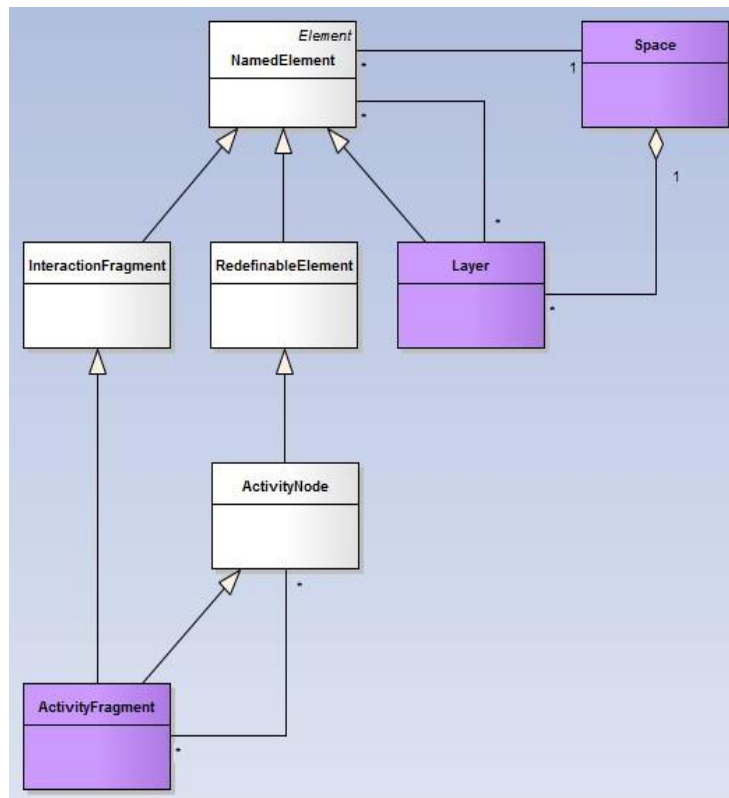 Element
NamedElement
Space
*
1
*
1
*
InteractionFragment
RedefinableElement
Layer
*
ActivityNode
*
ActivityFragment
*